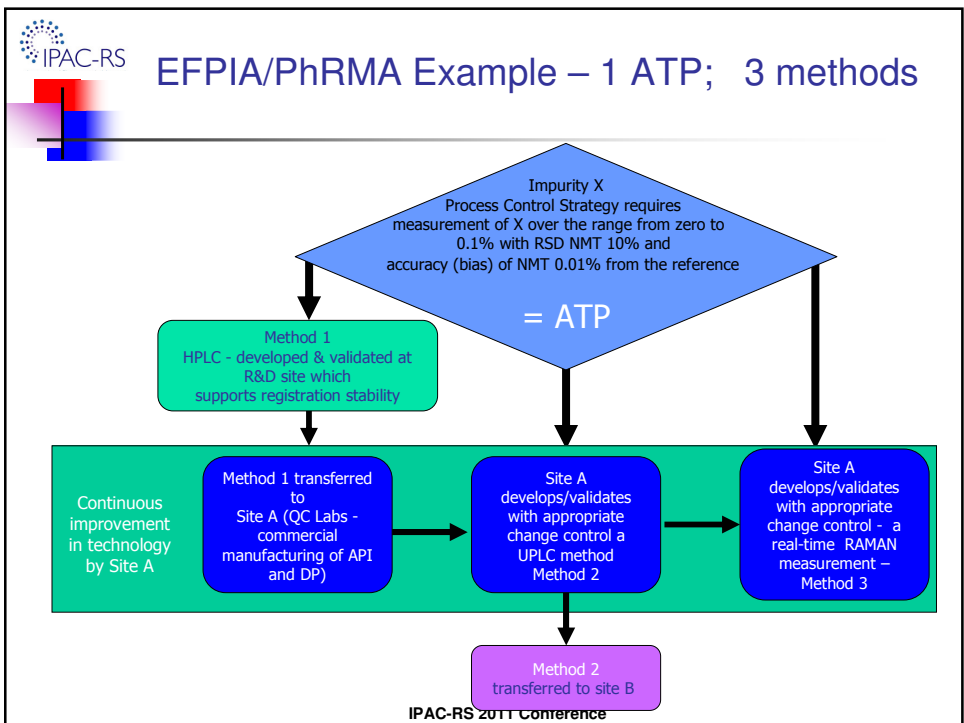 IPAC-RS
EFPIA/PhRMA Example – 1 ATP; 3 methods
Impurity X
Process Control Strategy requires
measurement of X over the range from zero to
0.1% with RSD NMT 10% and
accuracy (bias) of NMT 0.01% from the reference
= ATP
Method 1
HPLC - developed & validated at
R&D site which
supports registration stability
Continuous
improvement
in technology
by Site A
Method 1 transferred
to
Site A (QC Labs -
commercial
manufacturing of API
and DP)
Site A
develops/validates
with appropriate
change control a
UPLC method
Method 2
Site A
develops/validates
with appropriate
change control - a
real-time RAMAN
measurement –
Method 3
Method 2
transferred to site B
IPAC-RS 2011 Conference